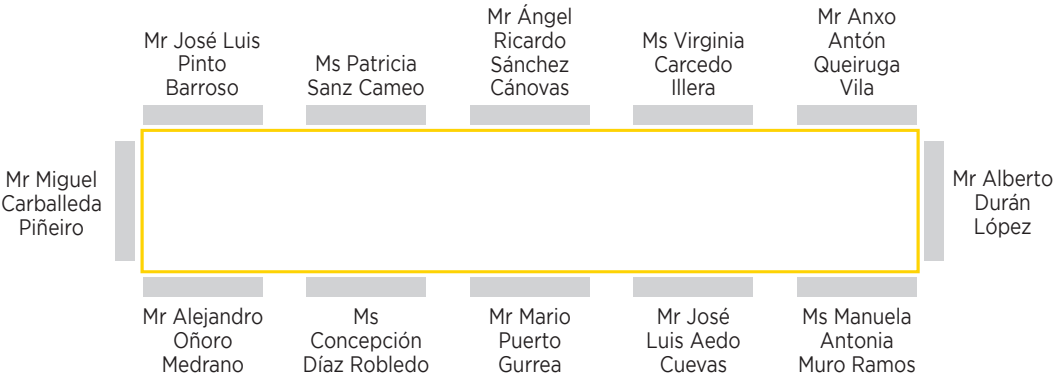 Mr José Luis
Pinto
Barroso
Ms Patricia
Sanz Cameo
Mr Ángel
Ricardo
Sánchez
Cánovas
Ms Virginia
Carcedo
Illera
Mr Anxo
Antón
Queiruga
Vila
Mr Miguel
Carballeda
Piñeiro
Mr Alberto
Durán
López
Mr Alejandro
Oñoro
Medrano
Ms
Concepción
Díaz Robledo
Mr Mario
Puerto
Gurrea
Mr José
Luis Aedo
Cuevas
Ms Manuela
Antonia
Muro Ramos